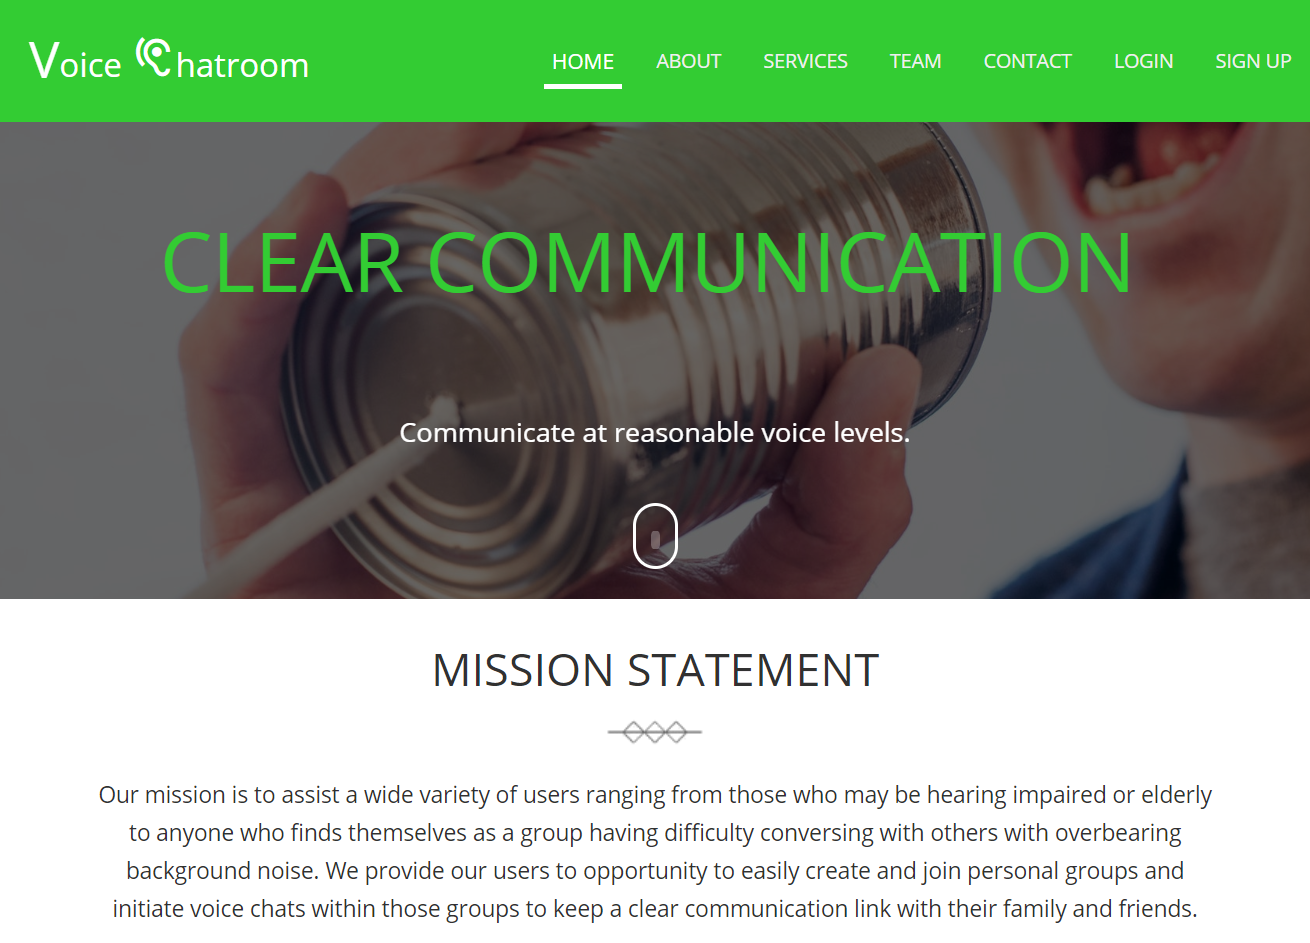 Voice Chatroom
HOME ABOUT SERVICES TEAM CONTACT LOGIN SIGN UP
CLEAR COMMUNICATION
Communicate at reasonable voice levels.
MISSION STATEMENT
Our mission is to assist a wide variety of users ranging from those who may be hearing impaired or elderly
to anyone who finds themselves as a group having difficulty conversing with others with overbearing
background noise. We provide our users to opportunity to easily create and join personal groups and
initiate voice chats within those groups to keep a clear communication link with their family and friends.